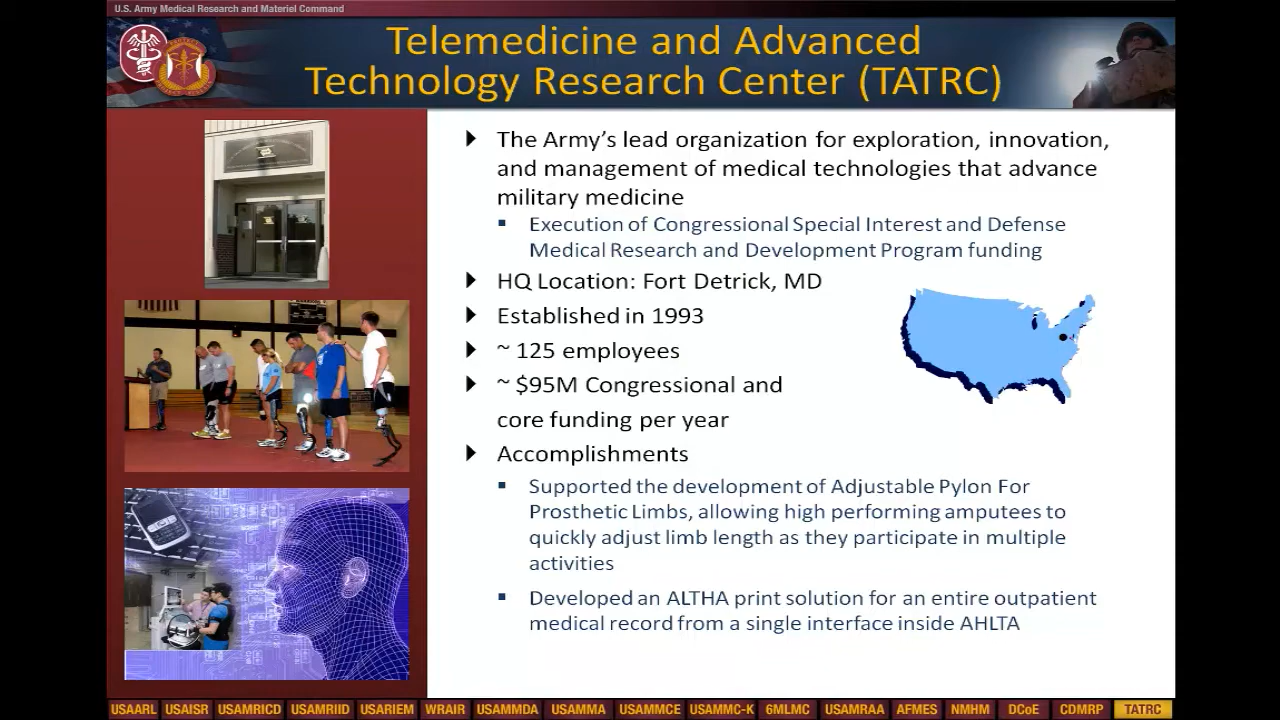 U.S. Army Medical Research and Materiel Command
Telemedicine and Advanced
Technology Research Center (TATRC)
The Army's lead organization for exploration, innovation,
and management of medical technologies that advance
military medicine
Execution of Congressional Special Interest and Defense
Medical Research and Development Program funding
HQ Location: Fort Detrick, MD
Established in 1993
~ 125 employees
~ $95M Congressional and
core funding per year
Accomplishments
Supported the development of Adjustable Pylon For
Prosthetic Limbs, allowing high performing amputees to
quickly adjust limb length as they participate in multiple
activities
Developed an ALTHA print solution for an entire outpatient
medical record from a single interface inside AHLTA
USAARL USAISR USAMRICD USAMRIID USARIEM WRAIR USAMMDA USAMMA USAMMCE USAMMC-K 6MLMC USAMRAA AFMES NMHM DCoE CDMRP TATRC